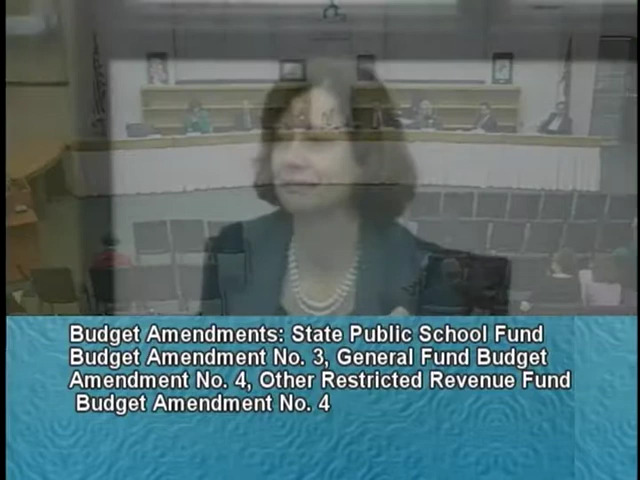 Budget Amendments: State Public School Fund
Budget Amendment No. 3, General Fund Budget
Amendment No. 4, Other Restricted Revenue Fund
Budget Amendment No. 4